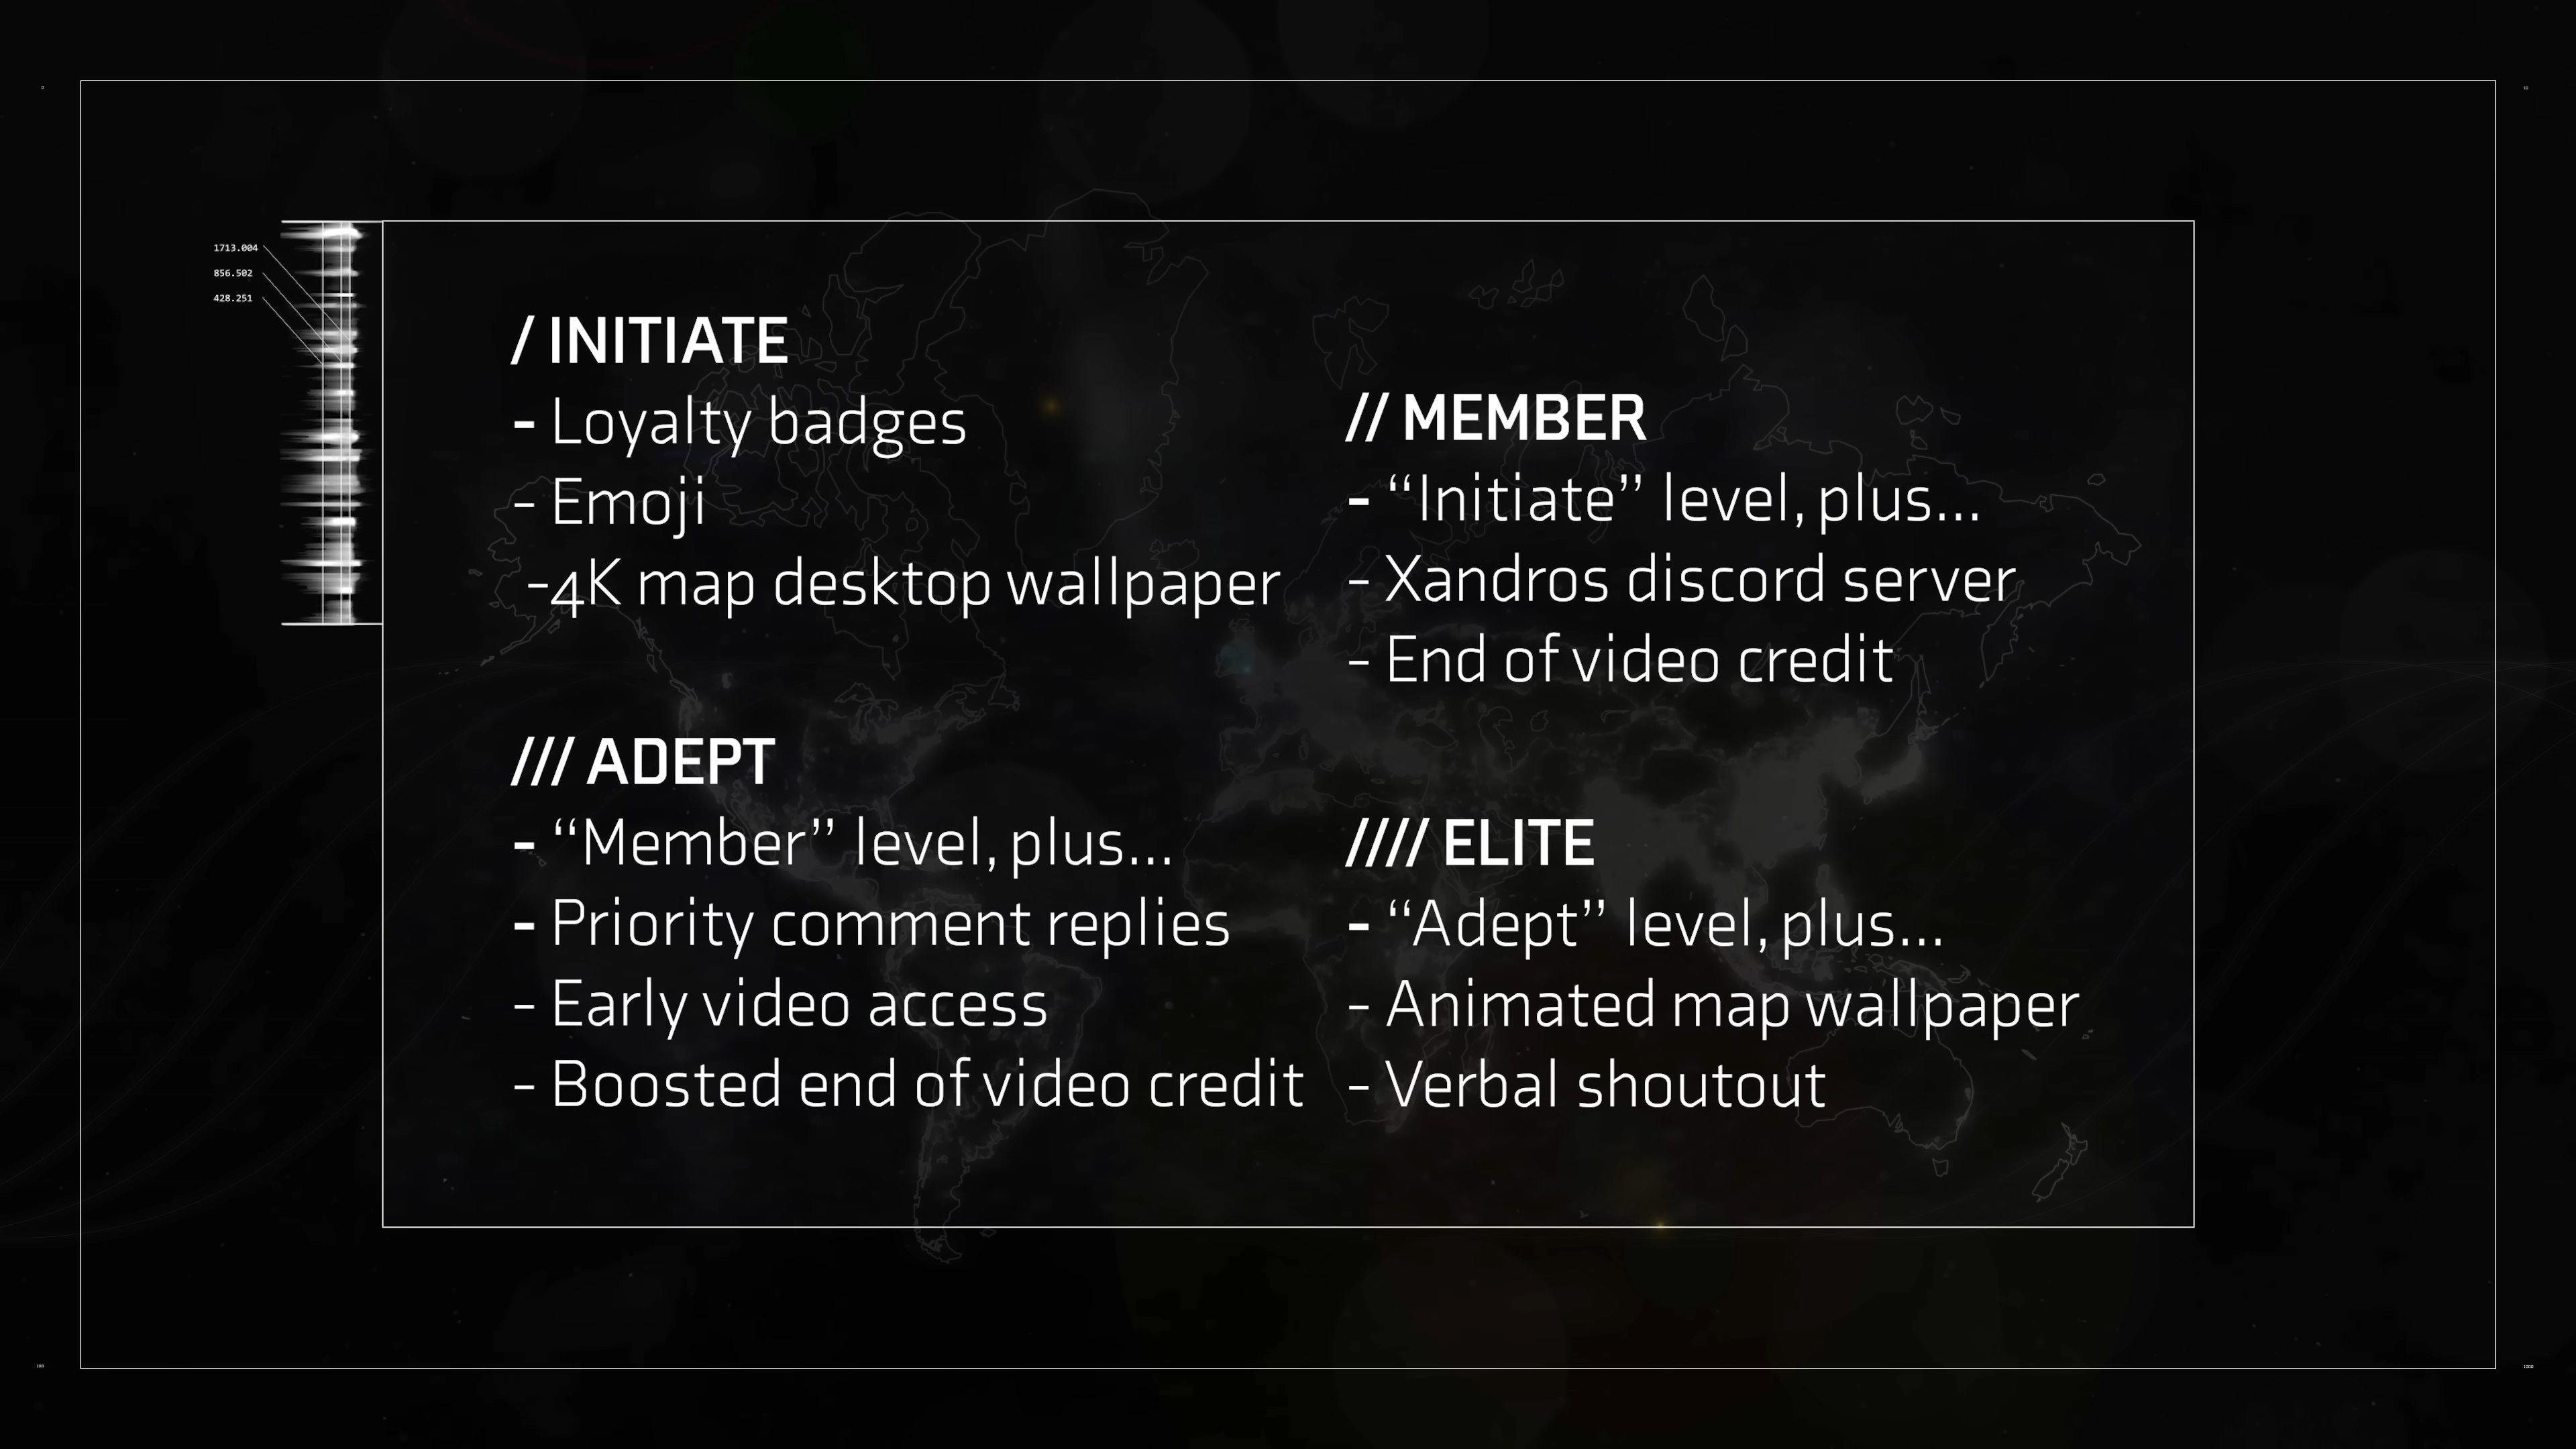 1713.004
856.502
428.251
/ INITIATE
- Loyalty badges
- Emoji
-4K map desktop wallpaper
// MEMBER
- “Initiate” level, plus...
- Xandros discord server
- End of video credit
/// ADEPT
- “Member” level, plus...
- Priority comment replies
- Early video access
- Boosted end of video credit
//// ELITE
- “Adept” level, plus...
- Animated map wallpaper
- Verbal shoutout